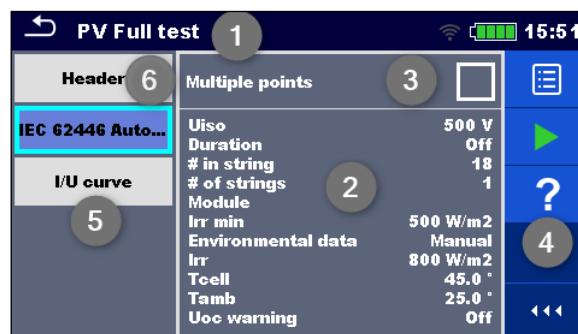 PV Full test
1
15:51
Header
6
Multiple points
3
IEC 62446 Auto...
I/U curve
5
Uiso 500 V
Duration Off
# in string 18
# of strings 1
2
Module
Irr min 500 W/m2
Environmental data Manual
Irr 800 W/m2
Tcell 45.0 °
Tamb 25.0 °
Uoc warning Off
?
4